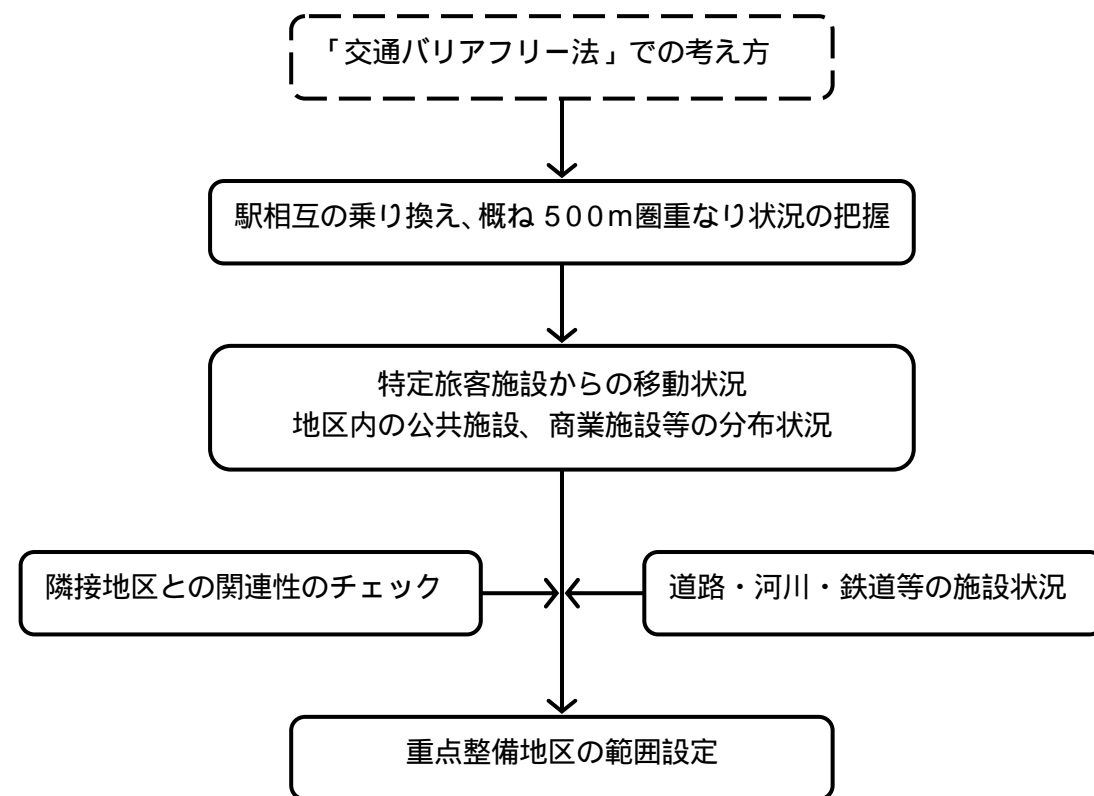 「交通バリアフリー法」での考え方
駅相互の乗り換え、概ね500m圏重なり状況の把握
特定旅客施設からの移動状況
地区内の公共施設、商業施設等の分布状況
隣接地区との関連性のチェック
道路・河川・鉄道等の施設状況
重点整備地区の範囲設定